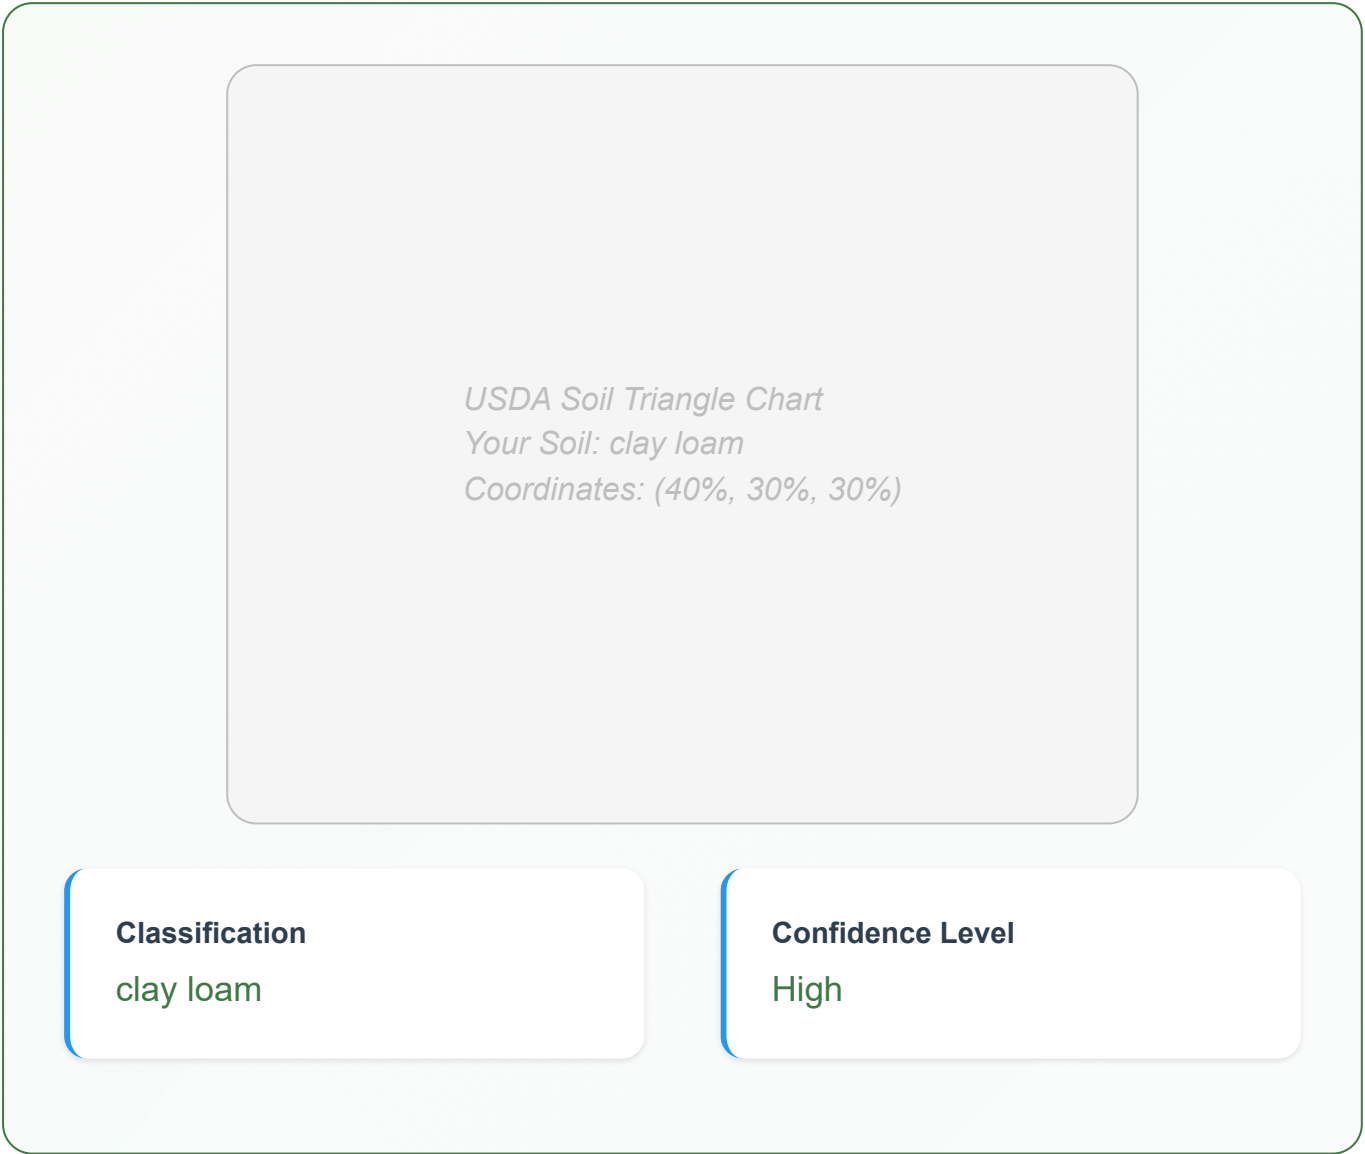 USDA Soil Triangle Chart
Your Soil: clay loam
Coordinates: (40%, 30%, 30%)
Classification
clay loam
Confidence Level
High